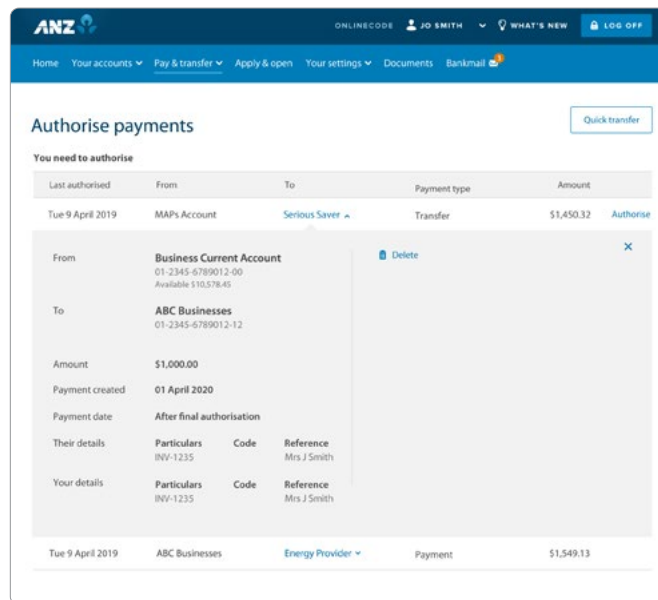 ANZ ONLINECODE JO SMITH WHAT'S NEW LOG OFF
Home Your accounts Pay & transfer Apply & open Your settings Documents Bankmail 1
Authorise payments Quick transfer
You need to authorise
Last authorised From To Payment type Amount
Tue 9 April 2019 MAPs Account Serious Saver Transfer $1,450.32 Authorise
From Business Current Account Delete
01-2345-6789012-00
Available $10,578.45
To ABC Businesses
01-2345-6789012-12
Amount $1,000.00
Payment created 01 April 2020
Payment date After final authorisation
Their details Particulars Code Reference
INV-1235 Mrs J Smith
Your details Particulars Code Reference
INV-1235 Mrs J Smith
Tue 9 April 2019 ABC Businesses Energy Provider Payment $1,549.13